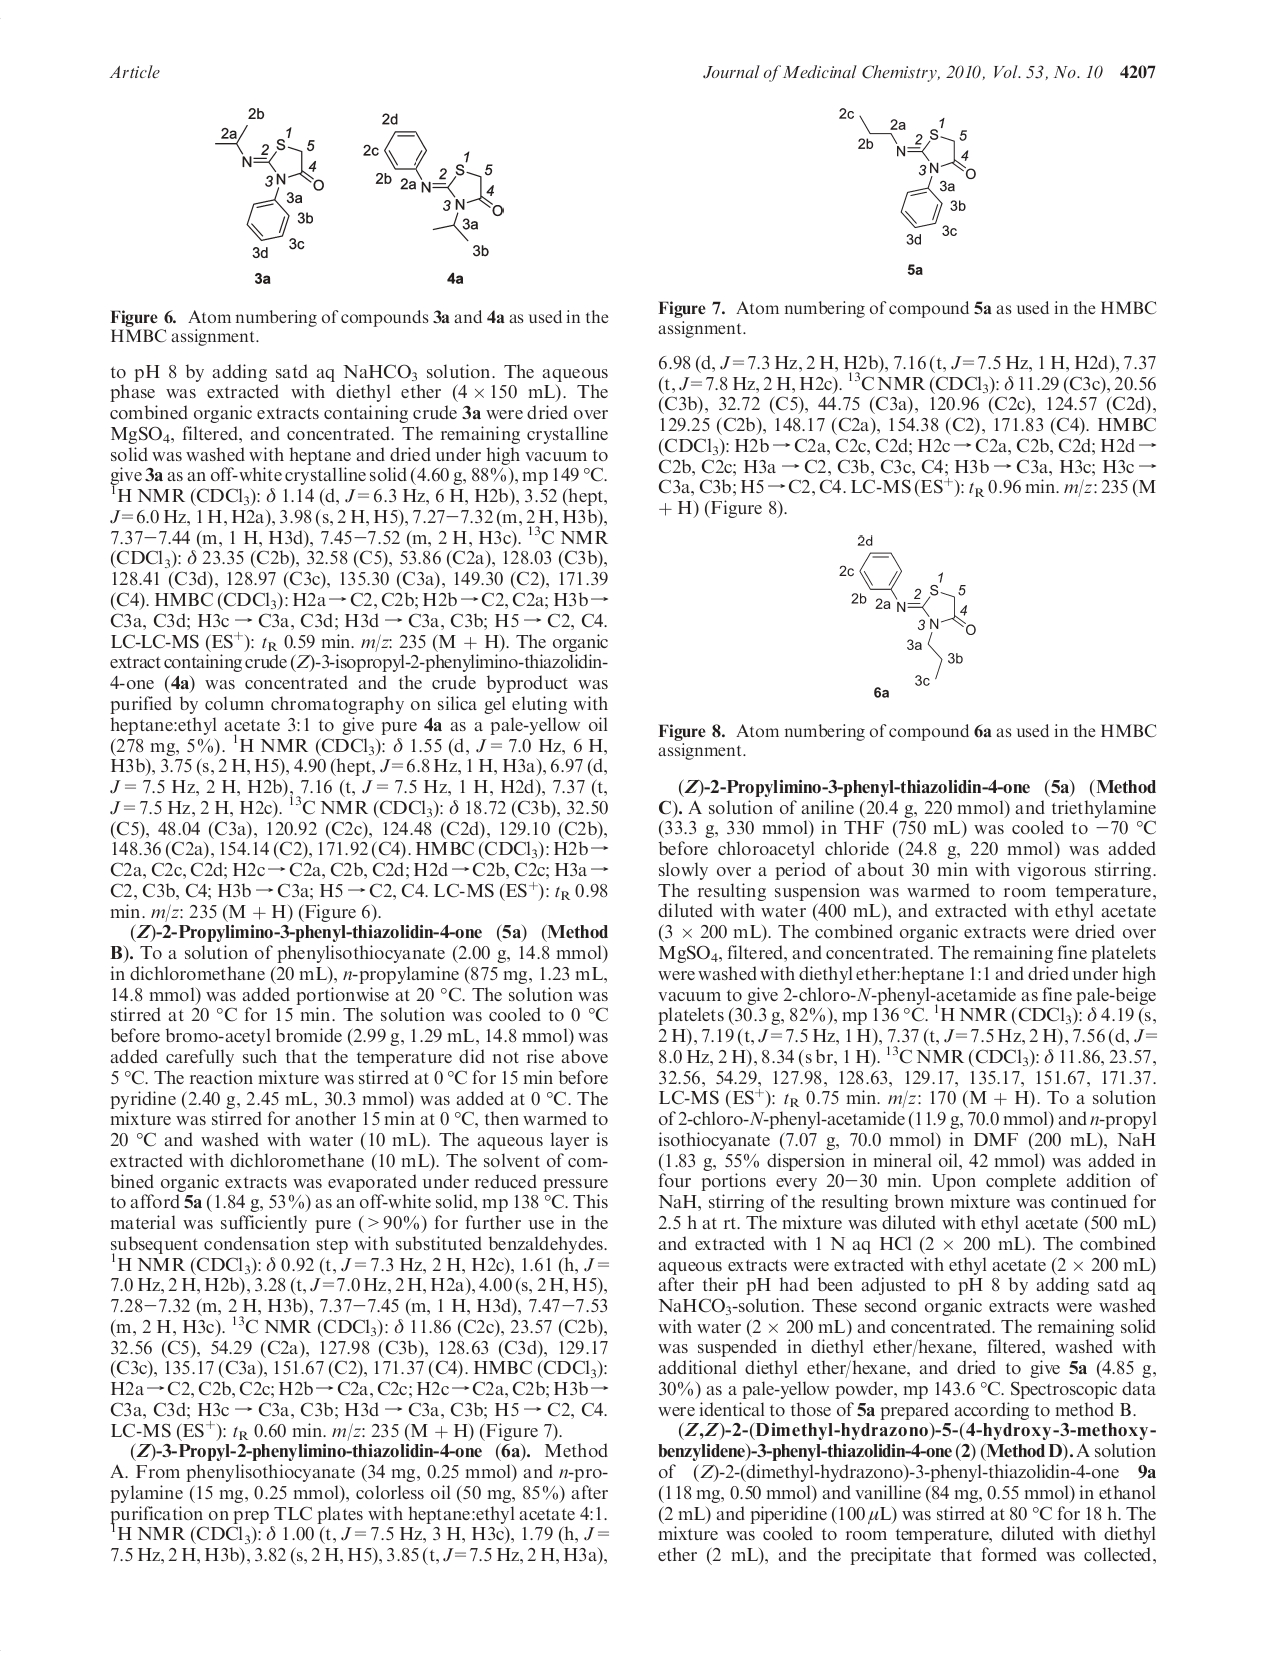 Article
Journal of Medicinal Chemistry, 2010, Vol. 53, No. 10 4207
2b
2a
1
S
5
2
N
4
3
N
O
3a
3b
3c
3d
3a
2d
2c
2b
2a
1
S
5
2
N
4
3
N
O
3a
3b
4a
Figure 6. Atom numbering of compounds 3a and 4a as used in the
HMBC assignment.
to pH 8 by adding satd aq NaHCO3 solution. The aqueous
phase was extracted with diethyl ether (4 × 150 mL). The
combined organic extracts containing crude 3a were dried over
MgSO4, filtered, and concentrated. The remaining crystalline
solid was washed with heptane and dried under high vacuum to
give 3a as an off-white crystalline solid (4.60 g, 88%), mp 149 °C.
1H NMR (CDCl3): δ 1.14 (d, J = 6.3 Hz, 6 H, H2b), 3.52 (hept,
J = 6.0 Hz, 1 H, H2a), 3.98 (s, 2 H, H5), 7.27−7.32 (m, 2 H, H3b),
7.37−7.44 (m, 1 H, H3d), 7.45−7.52 (m, 2 H, H3c). 13C NMR
(CDCl3): δ 23.35 (C2b), 32.58 (C5), 53.86 (C2a), 128.03 (C3b),
128.41 (C3d), 128.97 (C3c), 135.30 (C3a), 149.30 (C2), 171.39
(C4). HMBC (CDCl3): H2a → C2, C2b; H2b → C2, C2a; H3b →
C3a, C3d; H3c → C3a, C3d; H3d → C3a, C3b; H5 → C2, C4.
LC-LC-MS (ES+): tR 0.59 min. m/z: 235 (M + H). The organic
extract containing crude (Z)-3-isopropyl-2-phenylimino-thiazolidin-
4-one (4a) was concentrated and the crude byproduct was
purified by column chromatography on silica gel eluting with
heptane:ethyl acetate 3:1 to give pure 4a as a pale-yellow oil
(278 mg, 5%). 1H NMR (CDCl3): δ 1.55 (d, J = 7.0 Hz, 6 H,
H3b), 3.75 (s, 2 H, H5), 4.90 (hept, J = 6.8 Hz, 1 H, H3a), 6.97 (d,
J = 7.5 Hz, 2 H, H2b), 7.16 (t, J = 7.5 Hz, 1 H, H2d), 7.37 (t,
J = 7.5 Hz, 2 H, H2c). 13C NMR (CDCl3): δ 18.72 (C3b), 32.50
(C5), 48.04 (C3a), 120.92 (C2c), 124.48 (C2d), 129.10 (C2b),
148.36 (C2a), 154.14 (C2), 171.92 (C4). HMBC (CDCl3): H2b →
C2a, C2c, C2d; H2c → C2a, C2b, C2d; H2d → C2b, C2c; H3a →
C2, C3b, C4; H3b → C3a; H5 → C2, C4. LC-MS (ES+): tR 0.98
min. m/z: 235 (M + H) (Figure 6).
(Z)-2-Propylimino-3-phenyl-thiazolidin-4-one (5a) (Method
B). To a solution of phenylisothiocyanate (2.00 g, 14.8 mmol)
in dichloromethane (20 mL), n-propylamine (875 mg, 1.23 mL,
14.8 mmol) was added portionwise at 20 °C. The solution was
stirred at 20 °C for 15 min. The solution was cooled to 0 °C
before bromo-acetyl bromide (2.99 g, 1.29 mL, 14.8 mmol) was
added carefully such that the temperature did not rise above
5 °C. The reaction mixture was stirred at 0 °C for 15 min before
pyridine (2.40 g, 2.45 mL, 30.3 mmol) was added at 0 °C. The
mixture was stirred for another 15 min at 0 °C, then warmed to
20 °C and washed with water (10 mL). The aqueous layer is
extracted with dichloromethane (10 mL). The solvent of com-
bined organic extracts was evaporated under reduced pressure
to afford 5a (1.84 g, 53%) as an off-white solid, mp 138 °C. This
material was sufficiently pure (>90%) for further use in the
subsequent condensation step with substituted benzaldehydes.
1H NMR (CDCl3): δ 0.92 (t, J = 7.3 Hz, 2 H, H2c), 1.61 (h, J =
7.0 Hz, 2 H, H2b), 3.28 (t, J = 7.0 Hz, 2 H, H2a), 4.00 (s, 2 H, H5),
7.28−7.32 (m, 2 H, H3b), 7.37−7.45 (m, 1 H, H3d), 7.47−7.53
(m, 2 H, H3c). 13C NMR (CDCl3): δ 11.86 (C2c), 23.57 (C2b),
32.56 (C5), 54.29 (C2a), 127.98 (C3b), 128.63 (C3d), 129.17
(C3c), 135.17 (C3a), 151.67 (C2), 171.37 (C4). HMBC (CDCl3):
H2a → C2, C2b, C2c; H2b → C2a, C2c; H2c → C2a, C2b; H3b →
C3a, C3d; H3c → C3a, C3b; H3d → C3a, C3b; H5 → C2, C4.
LC-MS (ES+): tR 0.60 min. m/z: 235 (M + H) (Figure 7).
(Z)-3-Propyl-2-phenylimino-thiazolidin-4-one (6a). Method
A. From phenylisothiocyanate (34 mg, 0.25 mmol) and n-pro-
pylamine (15 mg, 0.25 mmol), colorless oil (50 mg, 85%) after
purification on prep TLC plates with heptane:ethyl acetate 4:1.
1H NMR (CDCl3): δ 1.00 (t, J = 7.5 Hz, 3 H, H3c), 1.79 (h, J =
7.5 Hz, 2 H, H3b), 3.82 (s, 2 H, H5), 3.85 (t, J = 7.5 Hz, 2 H, H3a),
2c
2a
2b
1
S
5
2
N
4
3
N
O
3a
3b
3c
3d
5a
Figure 7. Atom numbering of compound 5a as used in the HMBC
assignment.
6.98 (d, J = 7.3 Hz, 2 H, H2b), 7.16 (t, J = 7.5 Hz, 1 H, H2d), 7.37
(t, J = 7.8 Hz, 2 H, H2c). 13C NMR (CDCl3): δ 11.29 (C3c), 20.56
(C3b), 32.72 (C5), 44.75 (C3a), 120.96 (C2c), 124.57 (C2d),
129.25 (C2b), 148.17 (C2a), 154.38 (C2), 171.83 (C4). HMBC
(CDCl3): H2b → C2a, C2c, C2d; H2c → C2a, C2b, C2d; H2d →
C2b, C2c; H3a → C2, C3b, C3c, C4; H3b → C3a, H3c; H3c →
C3a, C3b; H5 → C2, C4. LC-MS (ES+): tR 0.96 min. m/z: 235 (M
+ H) (Figure 8).
2d
2c
2b
2a
1
S
5
2
N
4
3
N
O
3a
3b
3c
6a
Figure 8. Atom numbering of compound 6a as used in the HMBC
assignment.
(Z)-2-Propylimino-3-phenyl-thiazolidin-4-one (5a) (Method
C). A solution of aniline (20.4 g, 220 mmol) and triethylamine
(33.3 g, 330 mmol) in THF (750 mL) was cooled to −70 °C
before chloroacetyl chloride (24.8 g, 220 mmol) was added
slowly over a period of about 30 min with vigorous stirring.
The resulting suspension was warmed to room temperature,
diluted with water (400 mL), and extracted with ethyl acetate
(3 × 200 mL). The combined organic extracts were dried over
MgSO4, filtered, and concentrated. The remaining fine platelets
were washed with diethyl ether:heptane 1:1 and dried under high
vacuum to give 2-chloro-N-phenyl-acetamide as fine pale-beige
platelets (30.3 g, 82%), mp 136 °C. 1H NMR (CDCl3): δ 4.19 (s,
2 H), 7.19 (t, J = 7.5 Hz, 1 H), 7.37 (t, J = 7.5 Hz, 2 H), 7.56 (d, J =
8.0 Hz, 2 H), 8.34 (s br, 1 H). 13C NMR (CDCl3): δ 11.86, 23.57,
32.56, 54.29, 127.98, 128.63, 129.17, 135.17, 151.67, 171.37.
LC-MS (ES+): tR 0.75 min. m/z: 170 (M + H). To a solution
of 2-chloro-N-phenyl-acetamide (11.9 g, 70.0 mmol) and n-propyl
isothiocyanate (7.07 g, 70.0 mmol) in DMF (200 mL), NaH
(1.83 g, 55% dispersion in mineral oil, 42 mmol) was added in
four portions every 20−30 min. Upon complete addition of
NaH, stirring of the resulting brown mixture was continued for
2.5 h at rt. The mixture was diluted with ethyl acetate (500 mL)
and extracted with 1 N aq HCl (2 × 200 mL). The combined
aqueous extracts were extracted with ethyl acetate (2 × 200 mL)
after their pH had been adjusted to pH 8 by adding satd aq
NaHCO3-solution. These second organic extracts were washed
with water (2 × 200 mL) and concentrated. The remaining solid
was suspended in diethyl ether/hexane, filtered, washed with
additional diethyl ether/hexane, and dried to give 5a (4.85 g,
30%) as a pale-yellow powder, mp 143.6 °C. Spectroscopic data
were identical to those of 5a prepared according to method B.
(Z,Z)-2-(Dimethyl-hydrazono)-5-(4-hydroxy-3-methoxy-
benzylidene)-3-phenyl-thiazolidin-4-one (2) (Method D). A solution
of (Z)-2-(dimethyl-hydrazono)-3-phenyl-thiazolidin-4-one 9a
(118 mg, 0.50 mmol) and vanilline (84 mg, 0.55 mmol) in ethanol
(2 mL) and piperidine (100 μL) was stirred at 80 °C for 18 h. The
mixture was cooled to room temperature, diluted with diethyl
ether (2 mL), and the precipitate that formed was collected,